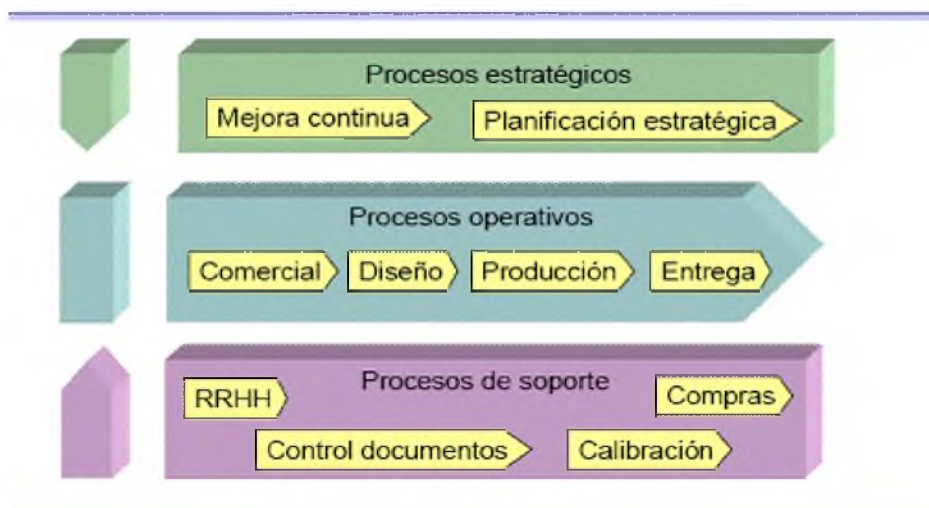 Procesos estratégicos
Mejora continua
Planificación estratégica
Procesos operativos
Comercial
Diseño
Producción
Entrega
Procesos de soporte
RRHH
Compras
Control documentos
Calibración